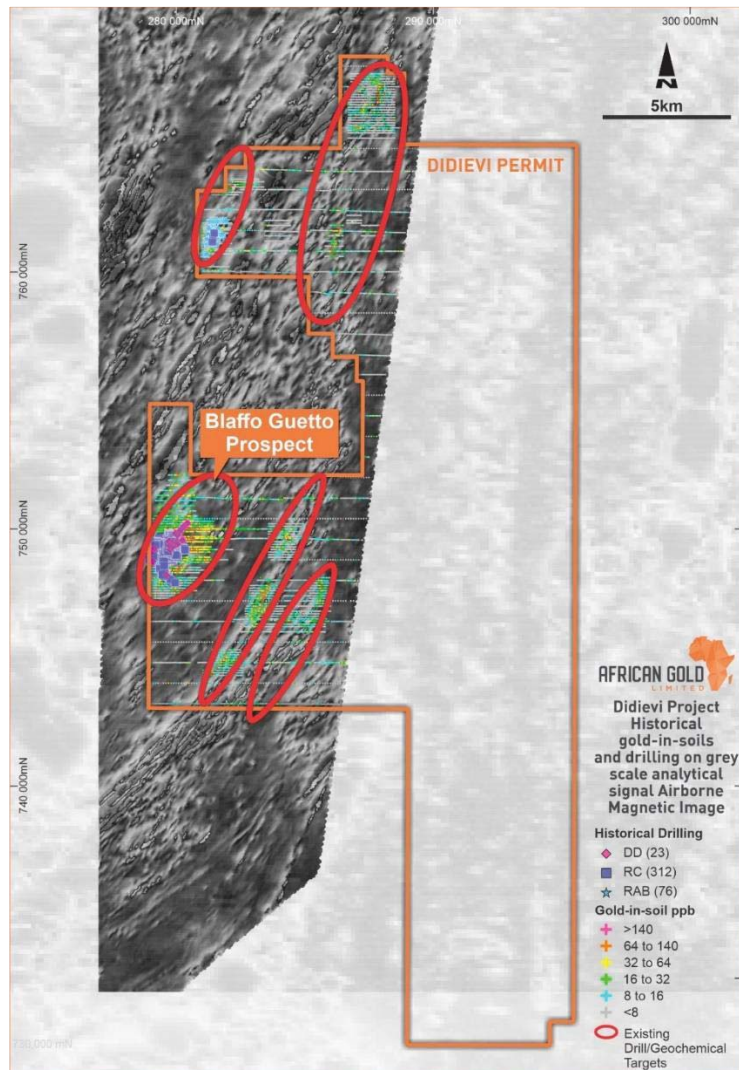 280 000mN
290 000mN
300 000mN
N
5km
DIDIEVI PERMIT
760 000mN
Blaffo Guetto
Prospect
750 000mN
740 000mN
730 000 mN
AFRICAN GOLD
LIMITED
Didievi Project
Historical
gold-in-soils
and drilling on grey
scale analytical
signal Airborne
Magnetic Image
Historical Drilling
DD (23)
RC (312)
RAB (76)
Gold-in-soil ppb
>140
64 to 140
32 to 64
16 to 32
8 to 16
<8
Existing
Drill/Geochemical
Targets